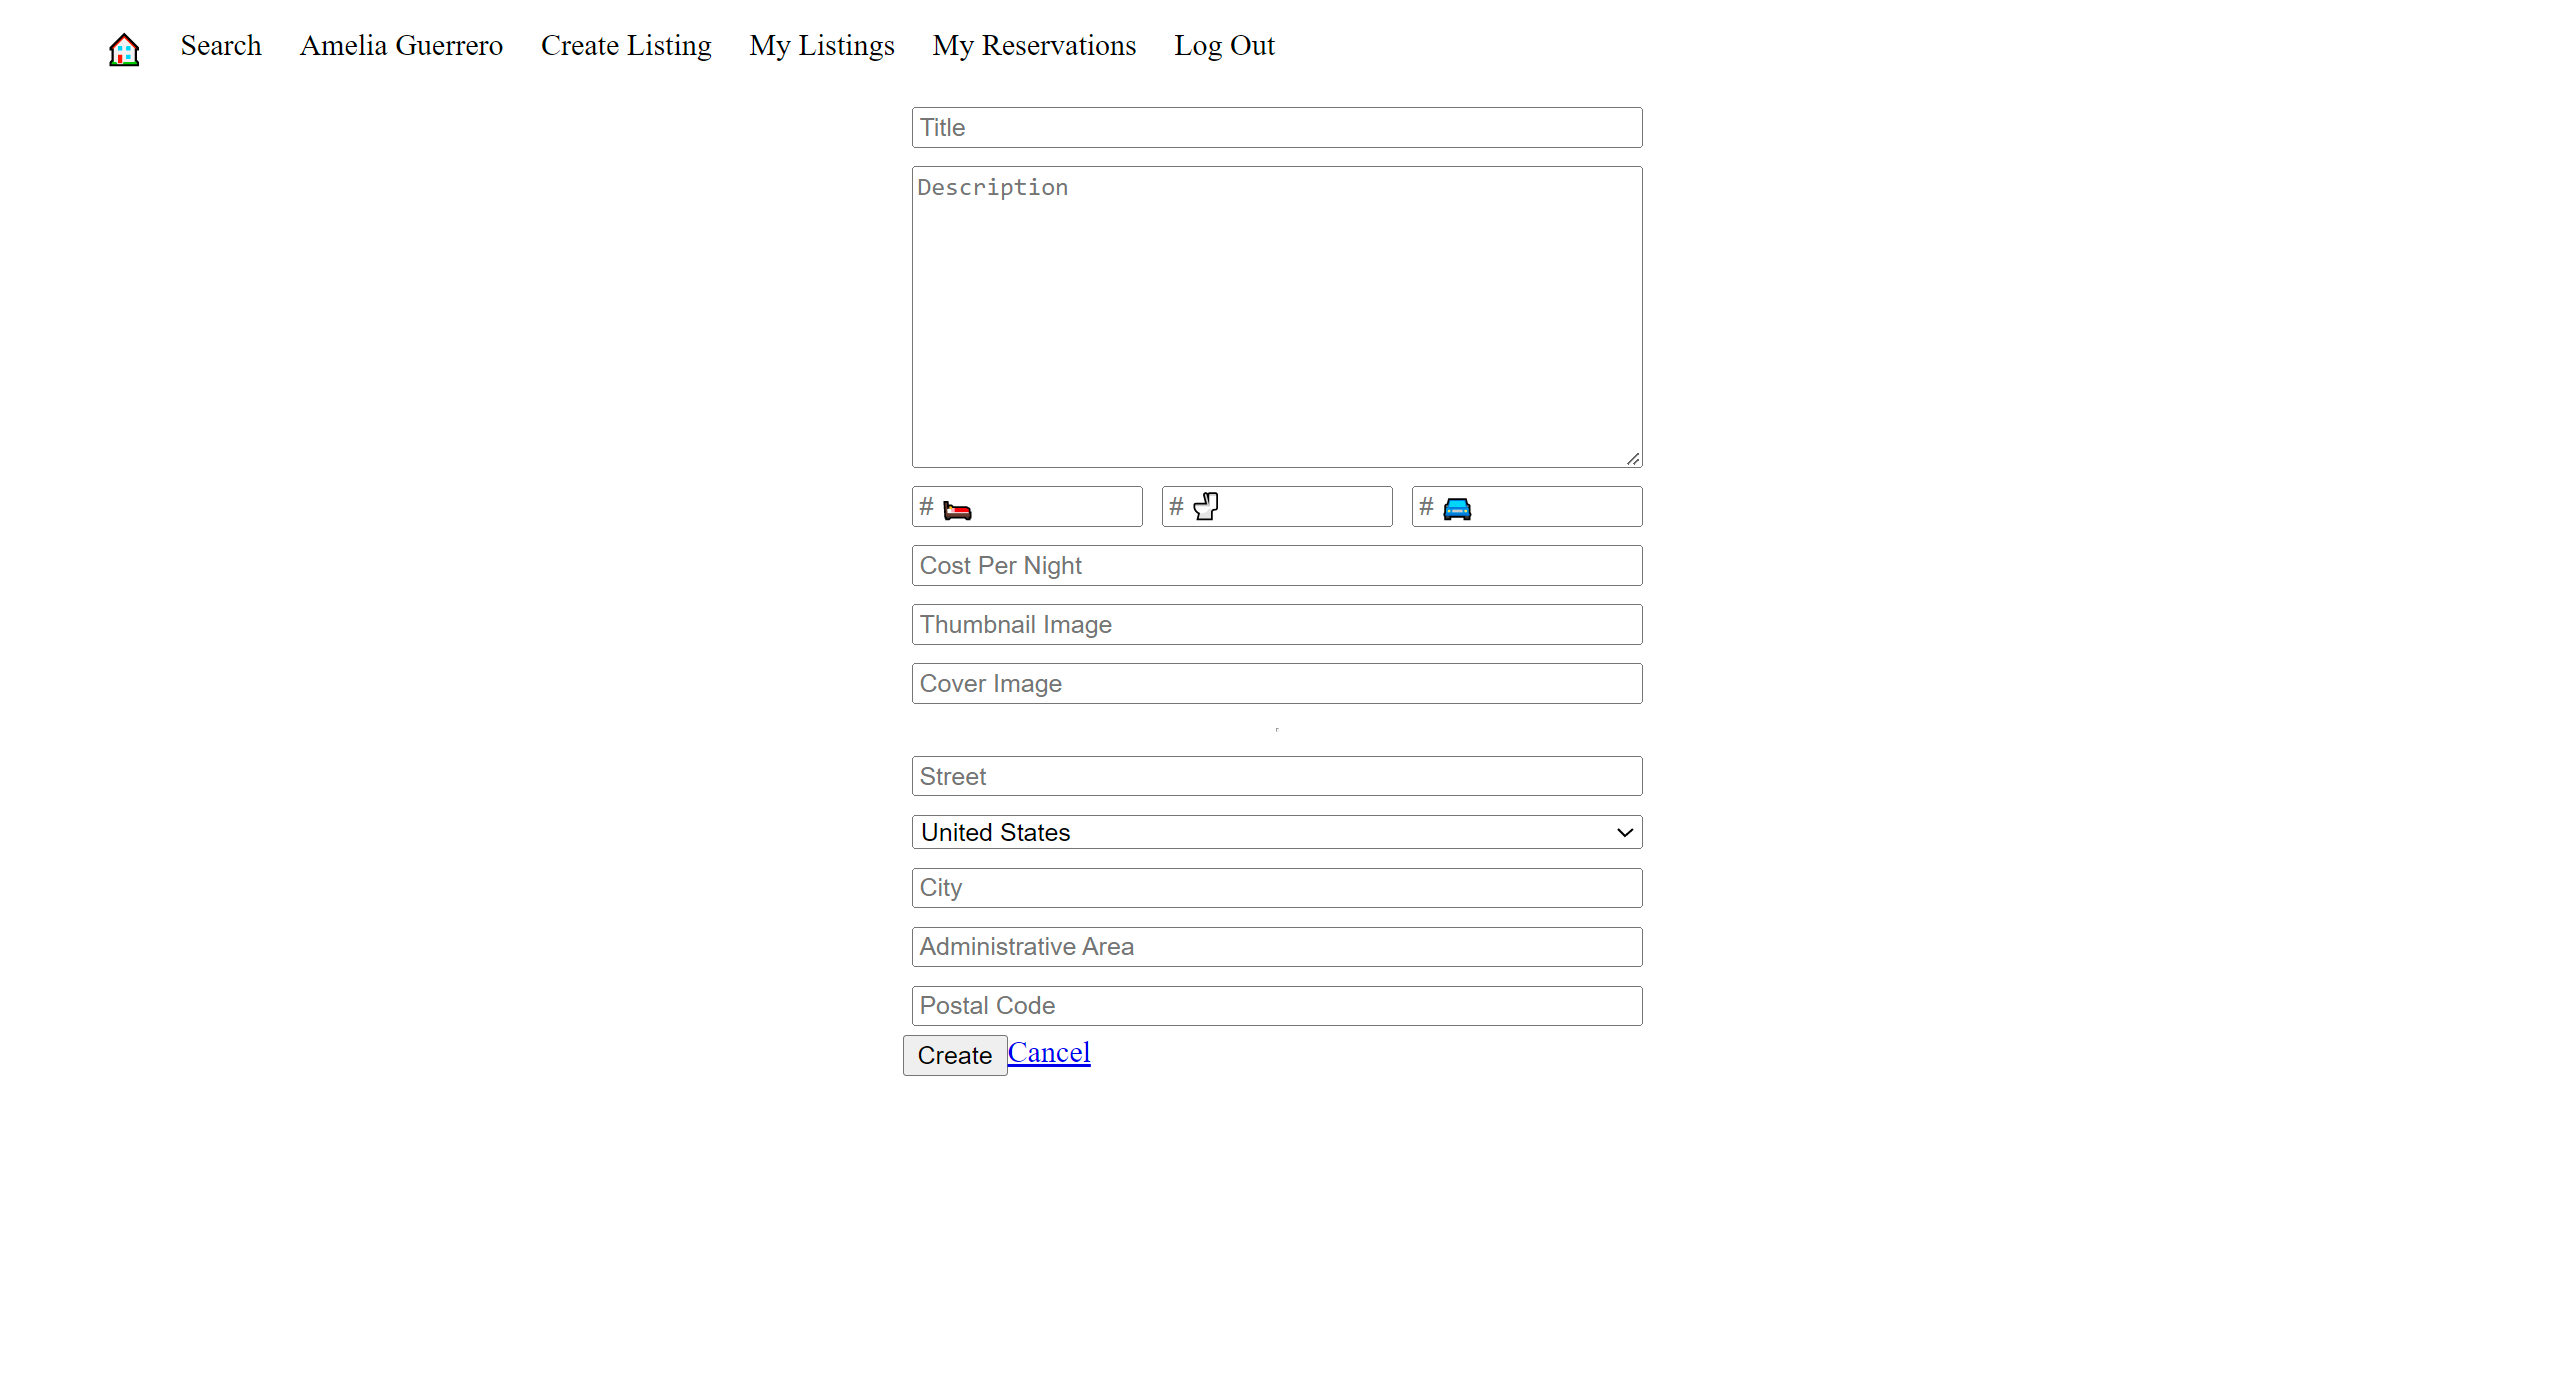 Search Amelia Guerrero Create Listing My Listings My Reservations Log Out
Title
Description
# # #
Cost Per Night
Thumbnail Image
Cover Image
Street
United States
City
Administrative Area
Postal Code
Create Cancel